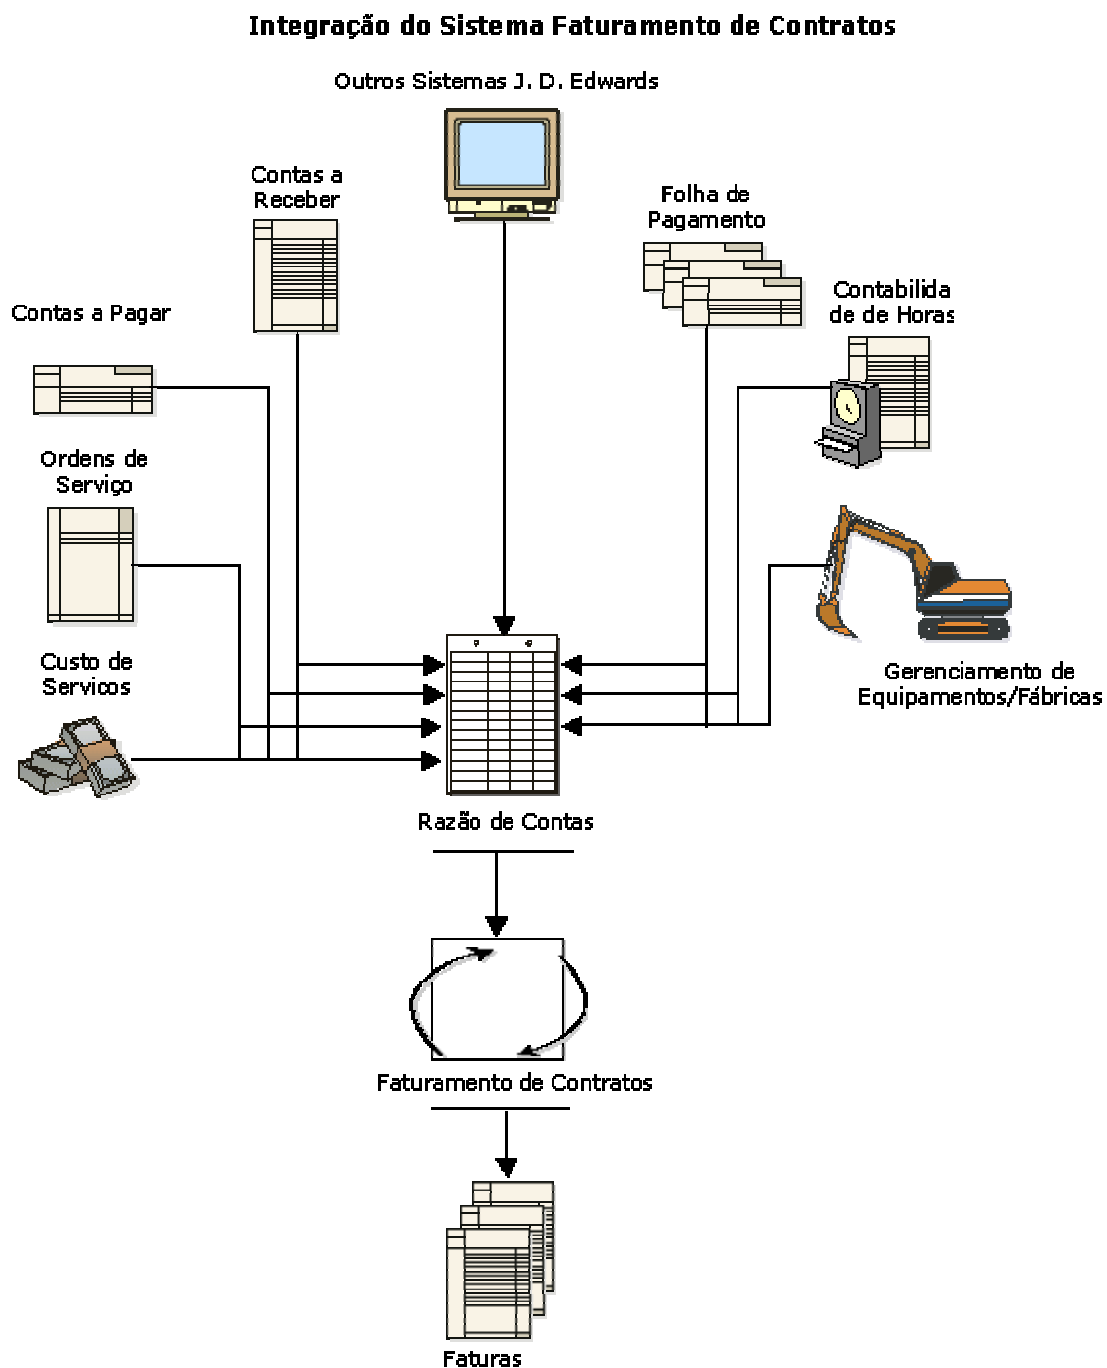 Integração do Sistema Faturamento de Contratos
Outros Sistemas J. D. Edwards
Contas a
Receber
Folha de
Pagamento
Contabilida
de de Horas
Contas a Pagar
Ordens de
Serviço
Custo de
Servicos
Gerenciamento de
Equipamentos/Fábricas
Razão de Contas
Faturamento de Contratos
Faturas